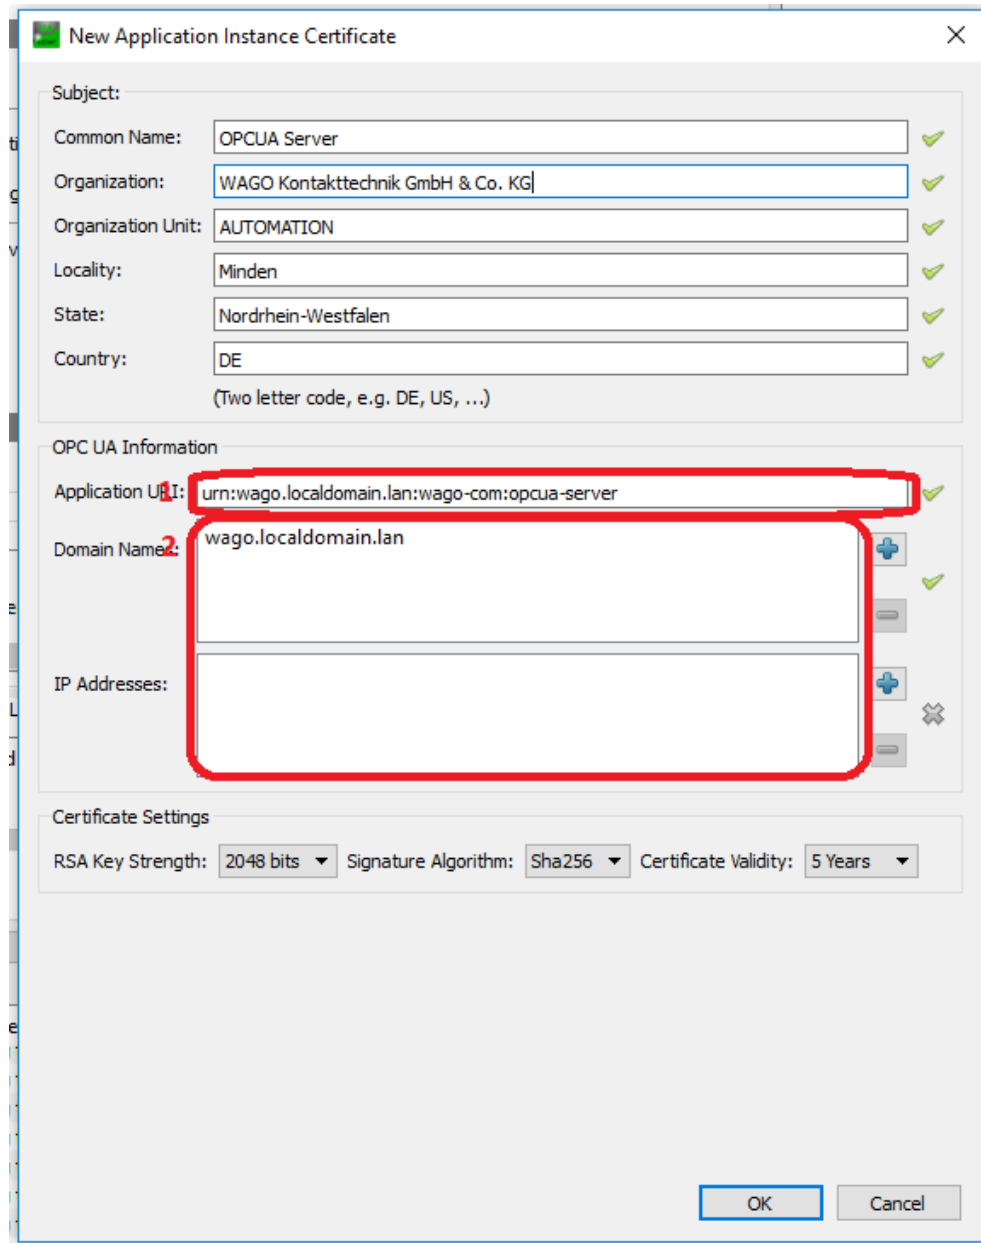 New Application Instance Certificate
Subject:
Common Name: OPCUA Server
Organization: WAGO Kontakttechnik GmbH & Co. KG
Organization Unit: AUTOMATION
Locality: Minden
State: Nordrhein-Westfalen
Country: DE
(Two letter code, e.g. DE, US, ...)
OPC UA Information
Application URI: 1 urn:wago.localdomain.lan:wago-com:opcua-server
Domain Names: 2 wago.localdomain.lan
IP Addresses:
Certificate Settings
RSA Key Strength: 2048 bits Signature Algorithm: Sha256 Certificate Validity: 5 Years
OK Cancel